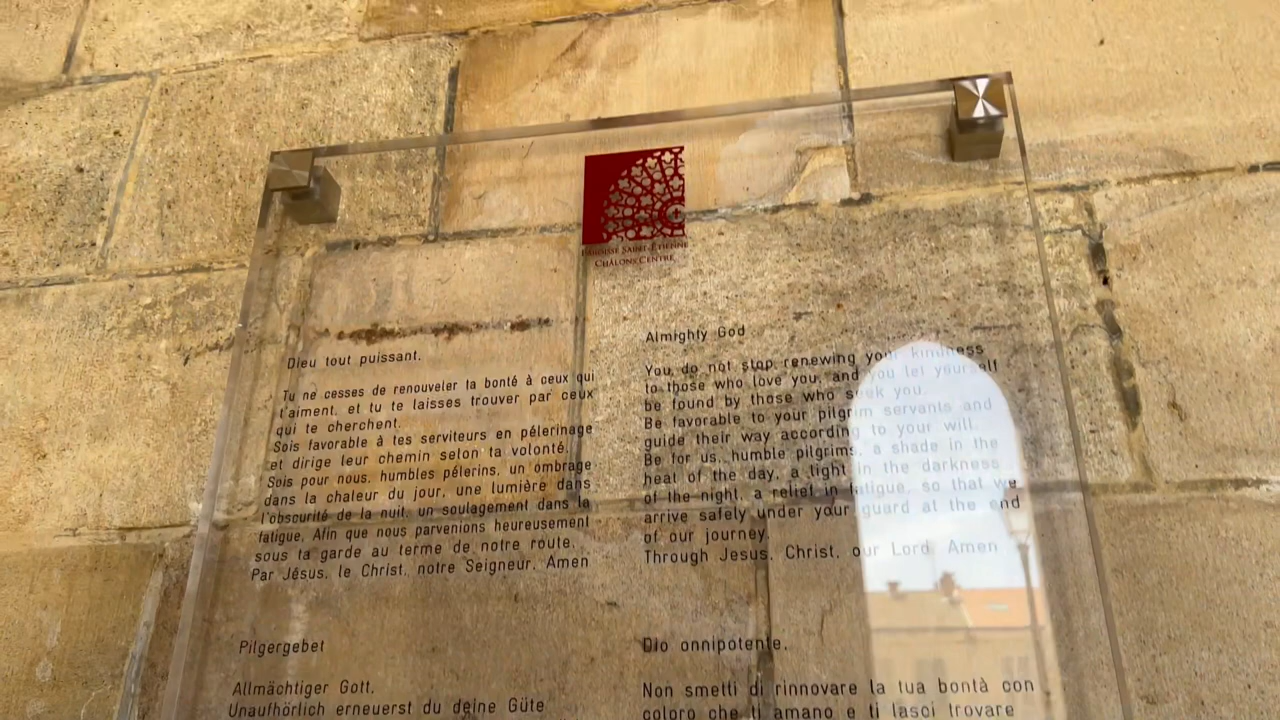 PAROISSE SAINT-ÉTIENNE
CHÂLONS CENTRE
Dieu tout puissant.
Tu ne cesses de renouveler ta bonté à ceux qui
t'aiment, et tu te laisses trouver par ceux
qui te cherchent.
Sois favorable à tes serviteurs en pélerinage
et dirige leur chemin selon ta volonté.
Sois pour nous, humbles pélerins, un ombrage
dans la chaleur du jour, une lumière dans
l'obscurité de la nuit, un soulagement dans la
fatigue, Afin que nous parvenions heureusement
sous ta garde au terme de notre route.
Par Jésus, le Christ, notre Seigneur. Amen
Almighty God
You do not stop renewing your kindness
to those who love you, and you let yourself
be found by those who seek you.
Be favorable to your pilgrim servants and
guide their way according to your will.
Be for us, humble pilgrims, a shade in the
heat of the day, a light in the darkness
of the night, a relief in fatigue, so that we
arrive safely under your guard at the end
of our journey.
Through Jesus, Christ, our Lord Amen
Pilgergebet
Allmächtiger Gott,
Unaufhörlich erneuerst du deine Güte
Dio onnipotente,
Non smetti di rinnovare la tua bontà con
coloro che ti amano e ti lasci trovare